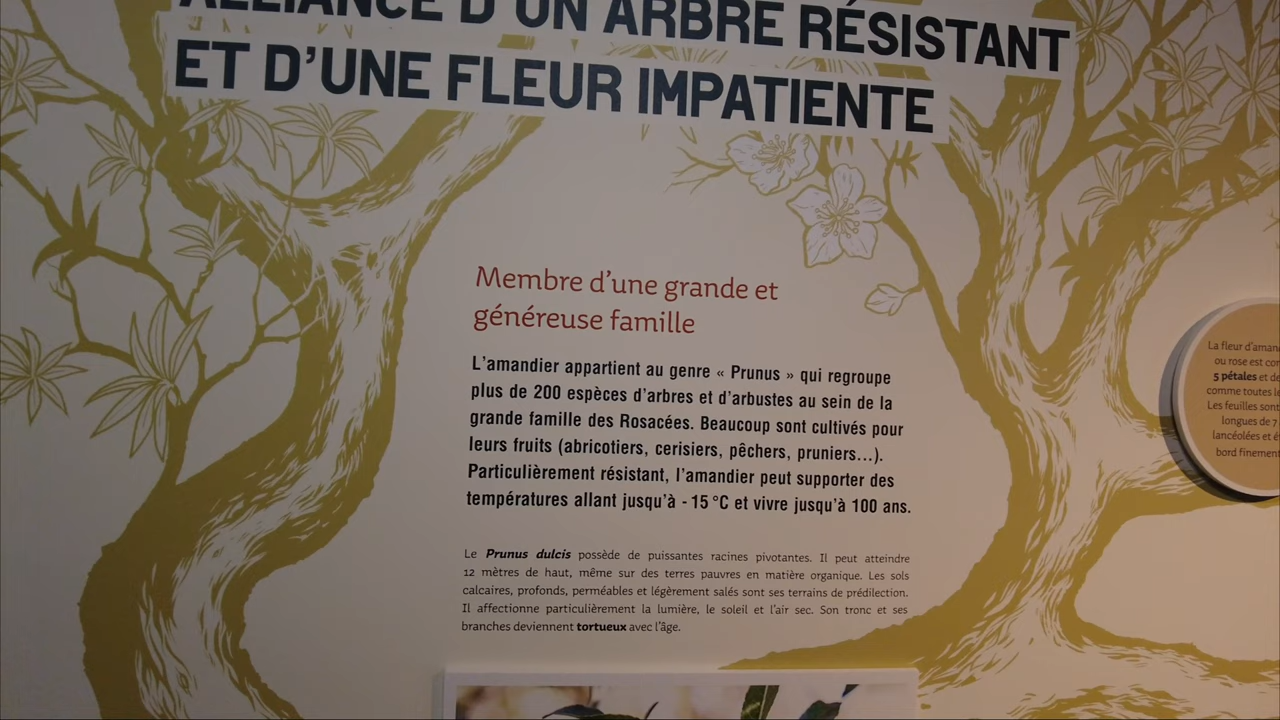 ALLIANCE D'UN ARBRE RÉSISTANT
ET D'UNE FLEUR IMPATIENTE
Membre d'une grande et
généreuse famille
L'amandier appartient au genre « Prunus » qui regroupe
plus de 200 espèces d'arbres et d'arbustes au sein de la
grande famille des Rosacées. Beaucoup sont cultivés pour
leurs fruits (abricotiers, cerisiers, pêchers, pruniers...).
Particulièrement résistant, l'amandier peut supporter des
températures allant jusqu'à - 15 °C et vivre jusqu'à 100 ans.
Le Prunus dulcis possède de puissantes racines pivotantes. Il peut atteindre
12 mètres de haut, même sur des terres pauvres en matière organique. Les sols
calcaires, profonds, perméables et légèrement salés sont ses terrains de prédilection.
Il affectionne particulièrement la lumière, le soleil et l'air sec. Son tronc et ses
branches deviennent tortueux avec l'âge.
La fleur
ou rose est
5 pétales et
comme toutes
Les feuilles sont
longues de 7
lancéolées et
bord